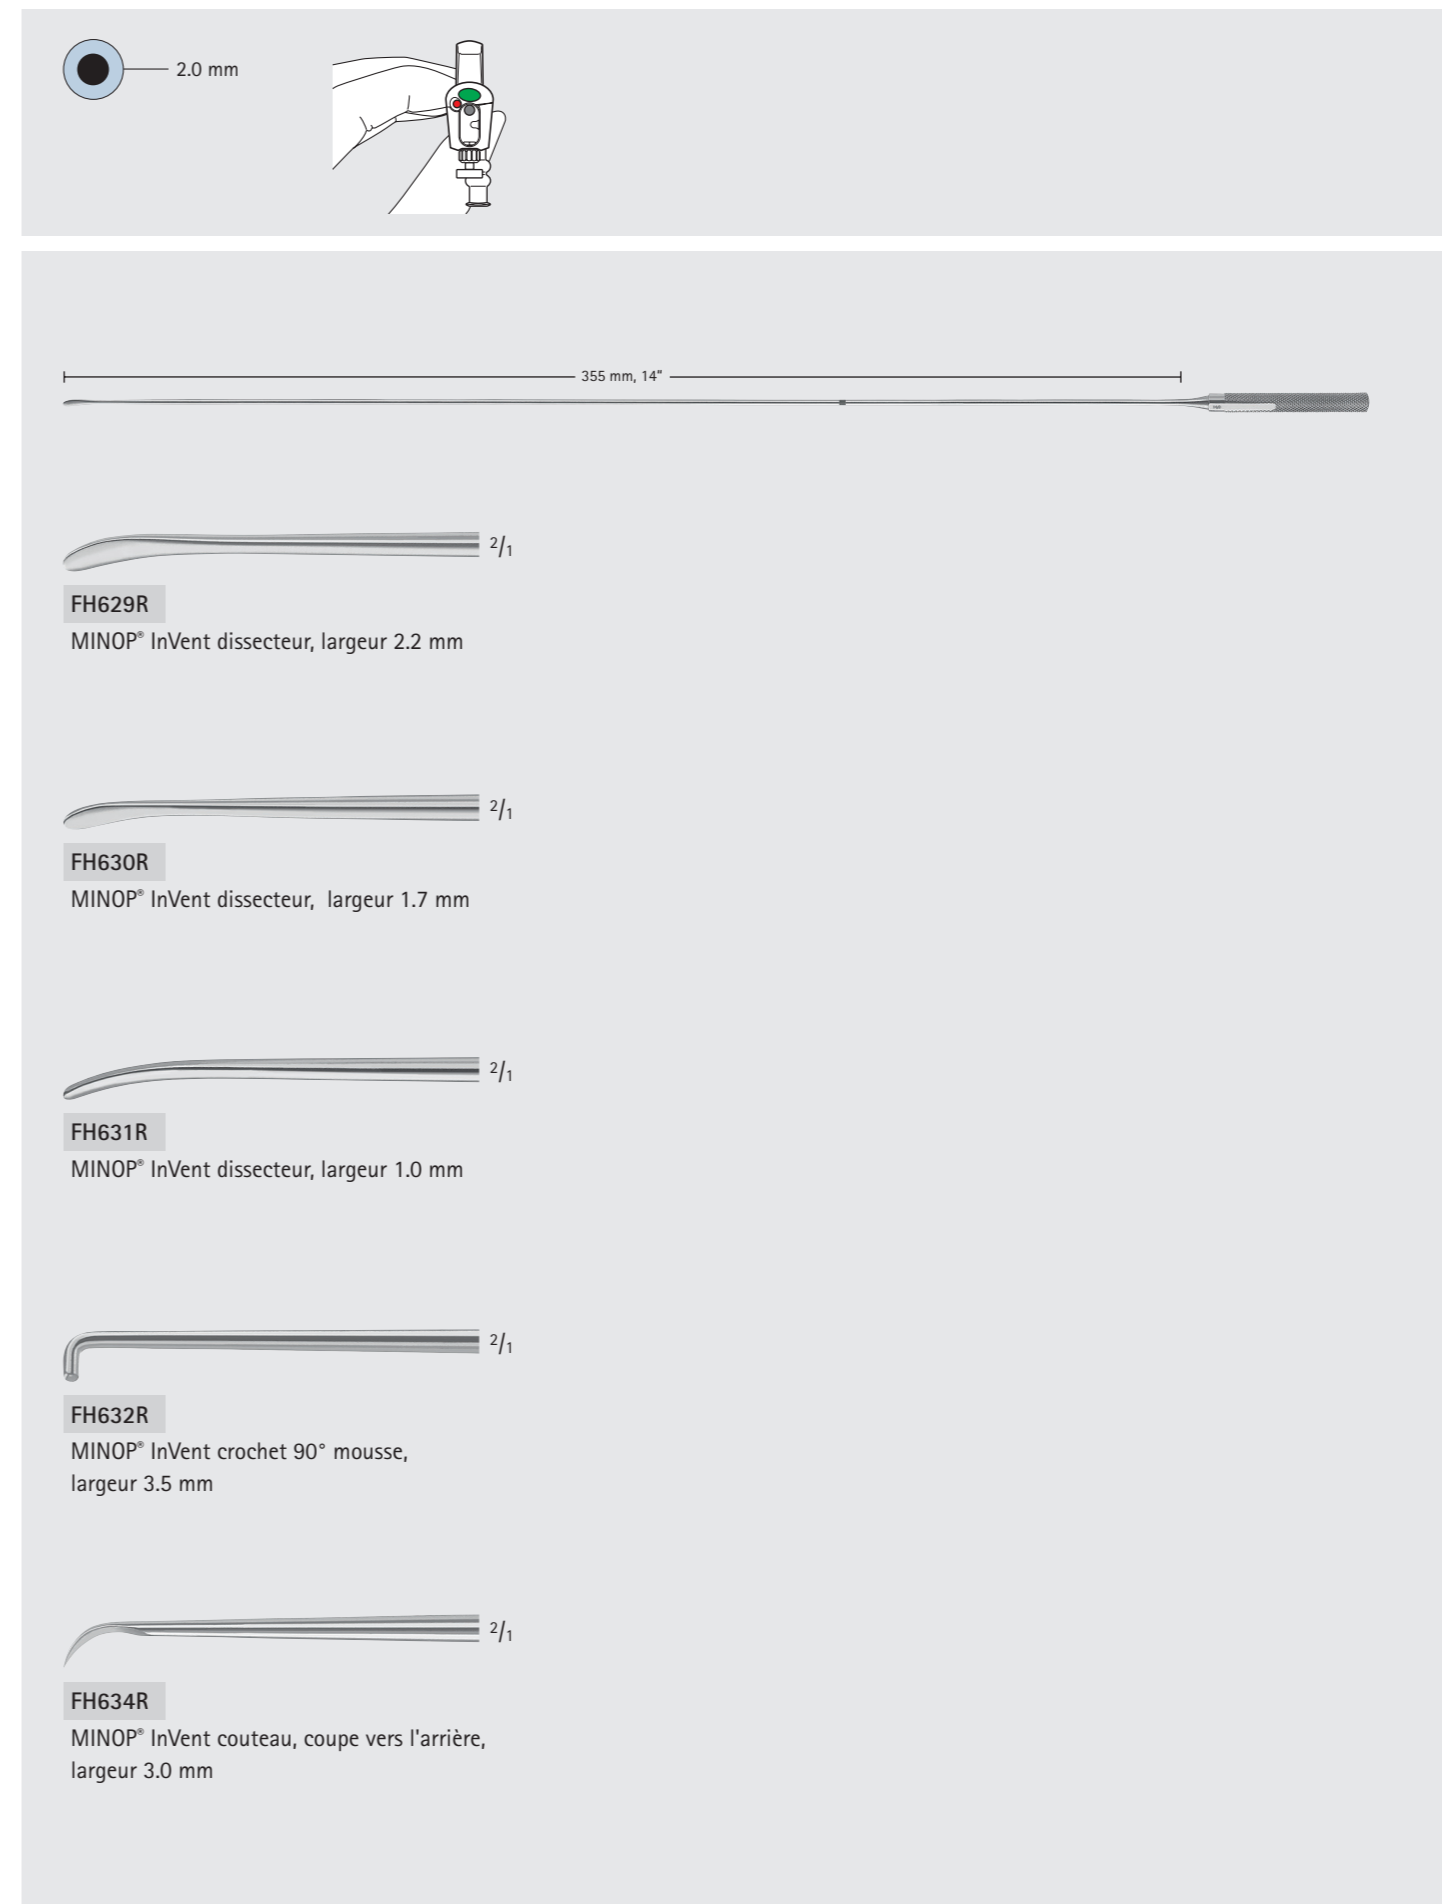 2.0 mm
355 mm, 14"
2/1
FH629R
MINOP® InVent dissecteur, largeur 2.2 mm
2/1
FH630R
MINOP® InVent dissecteur, largeur 1.7 mm
2/1
FH631R
MINOP® InVent dissecteur, largeur 1.0 mm
2/1
FH632R
MINOP® InVent crochet 90° mousse,
largeur 3.5 mm
2/1
FH634R
MINOP® InVent couteau, coupe vers l'arrière,
largeur 3.0 mm